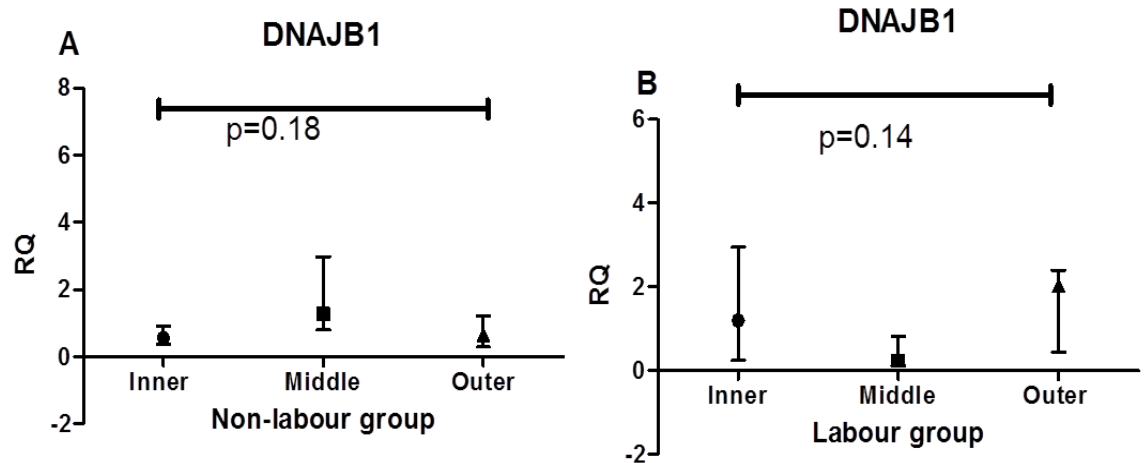 A
DNAJB1
8
6
4
2
0
-2
RQ
p=0.18
Inner Middle Outer
Non-labour group
DNAJB1
B
6
4
2
0
-2
RQ
p=0.14
Inner Middle Outer
Labour group